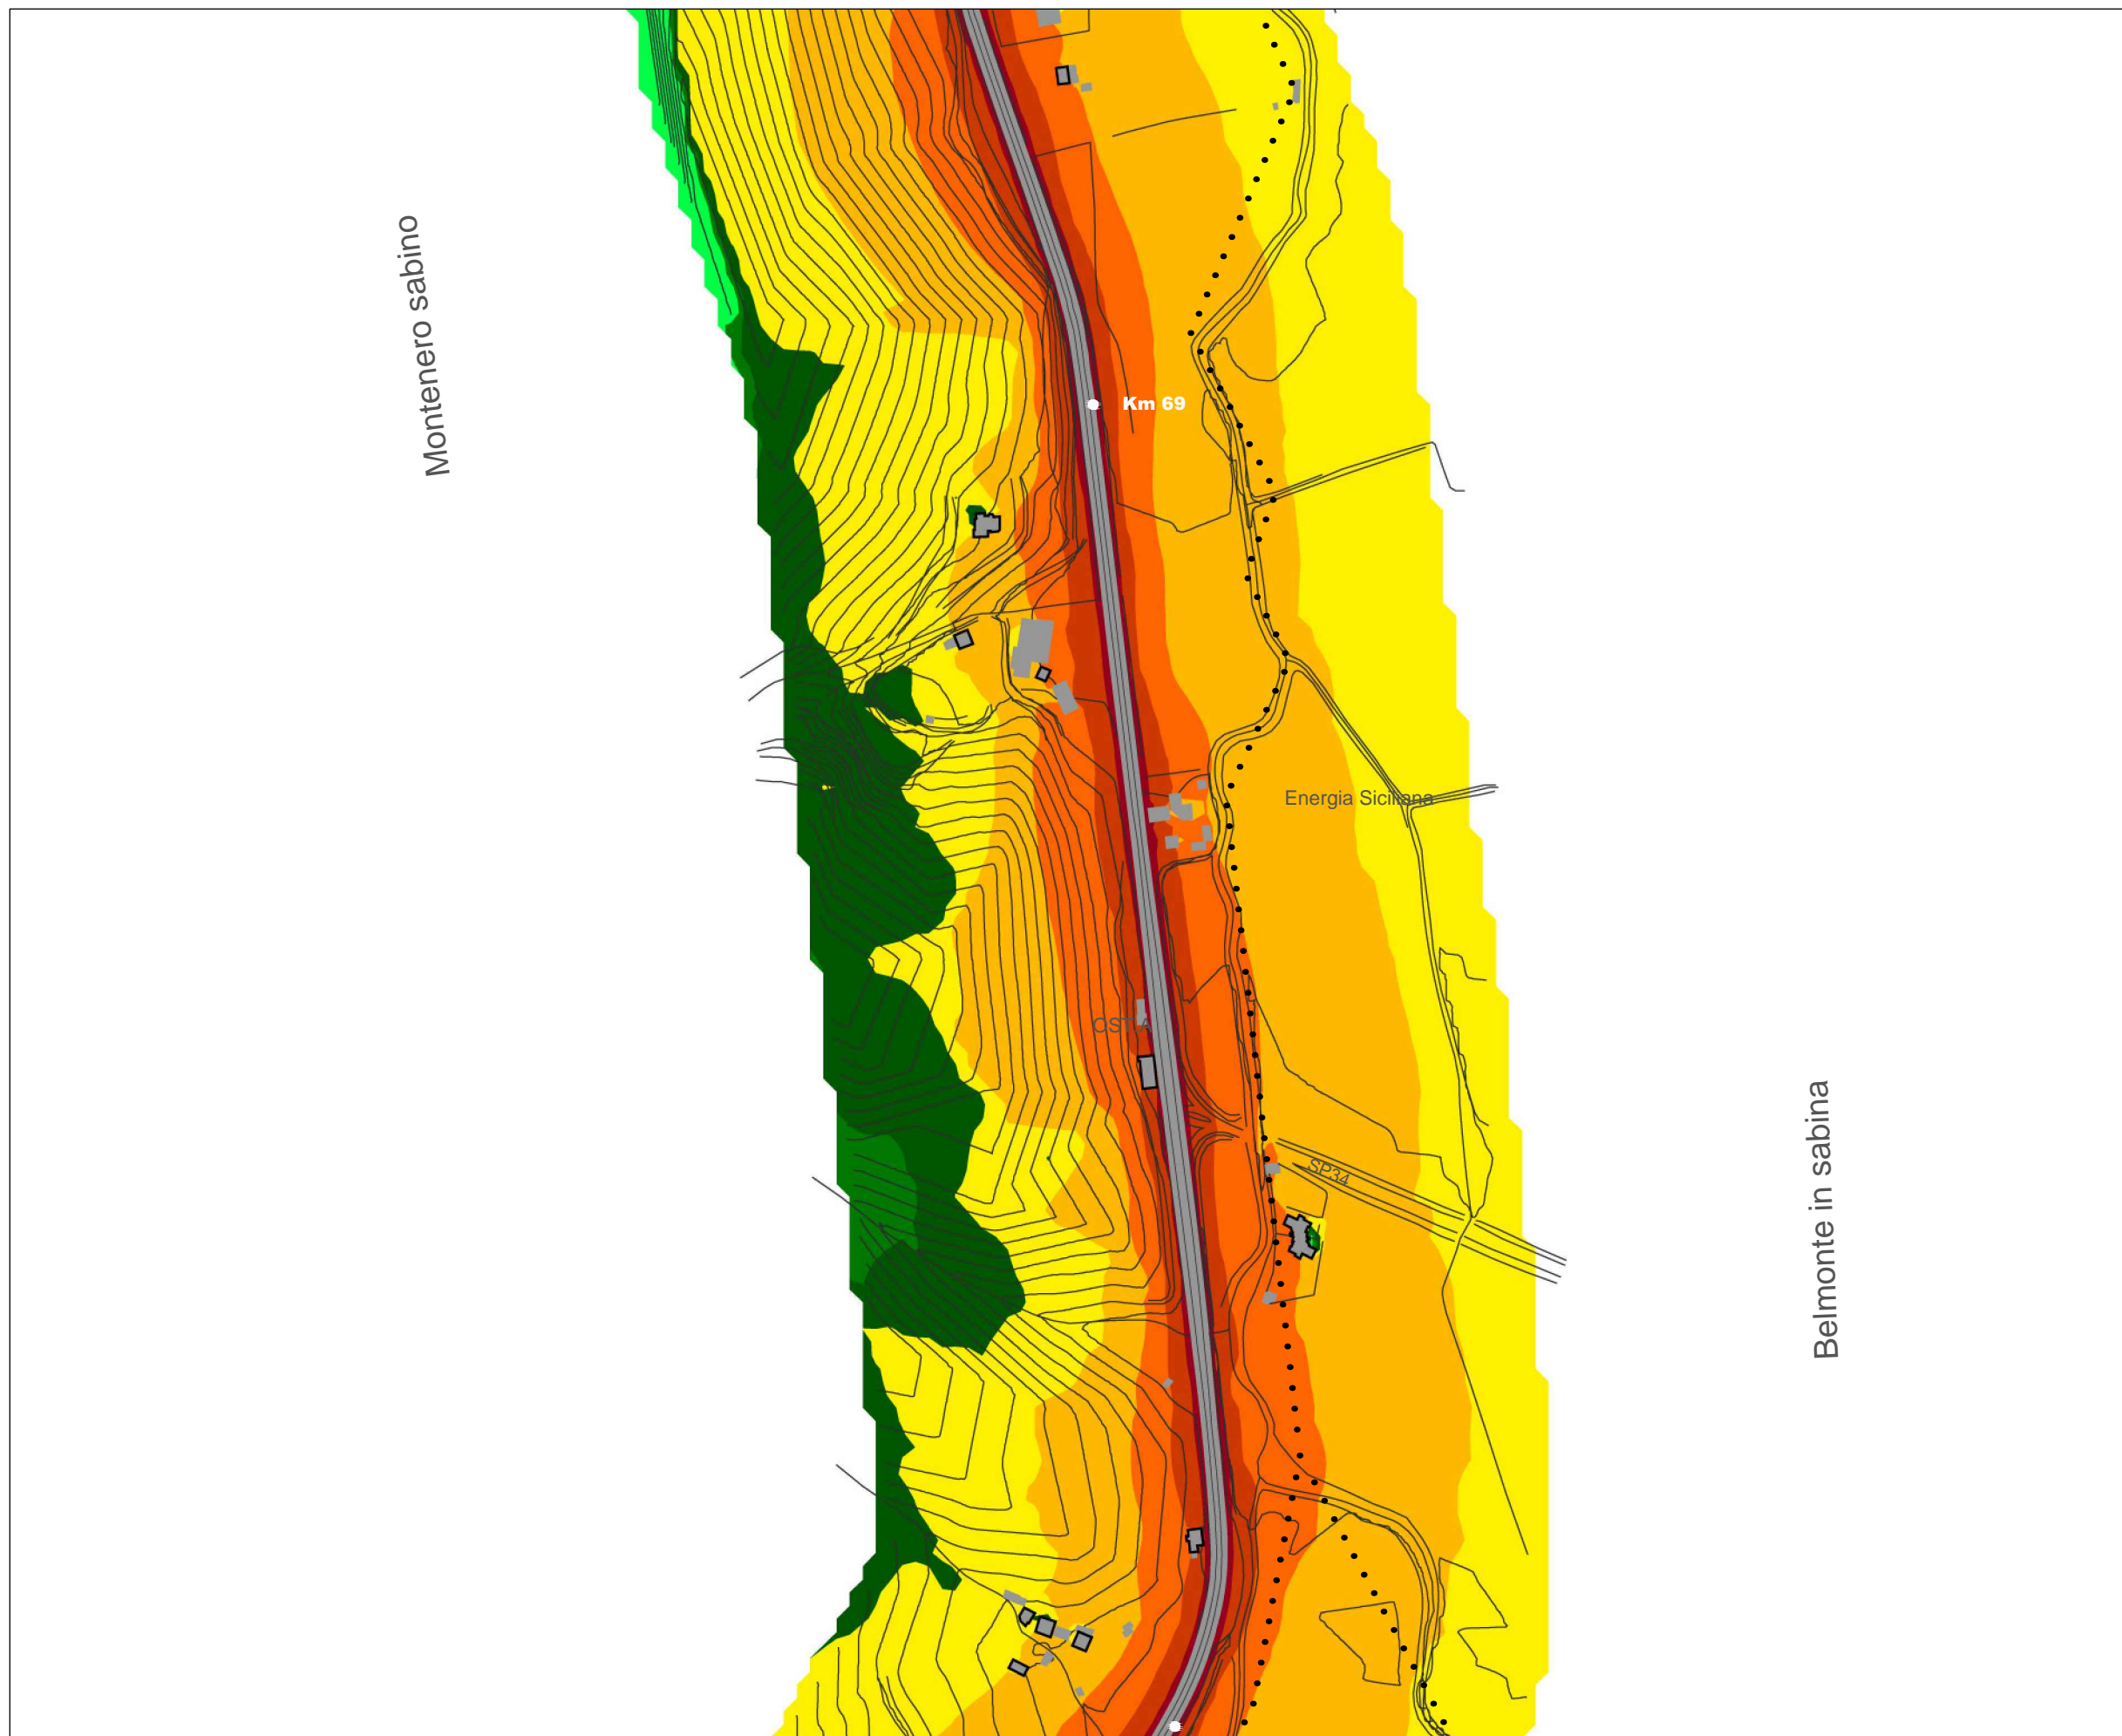 Montenero sabino
Km 69
Energia Siciliana
SP34
Belmonte in sabina